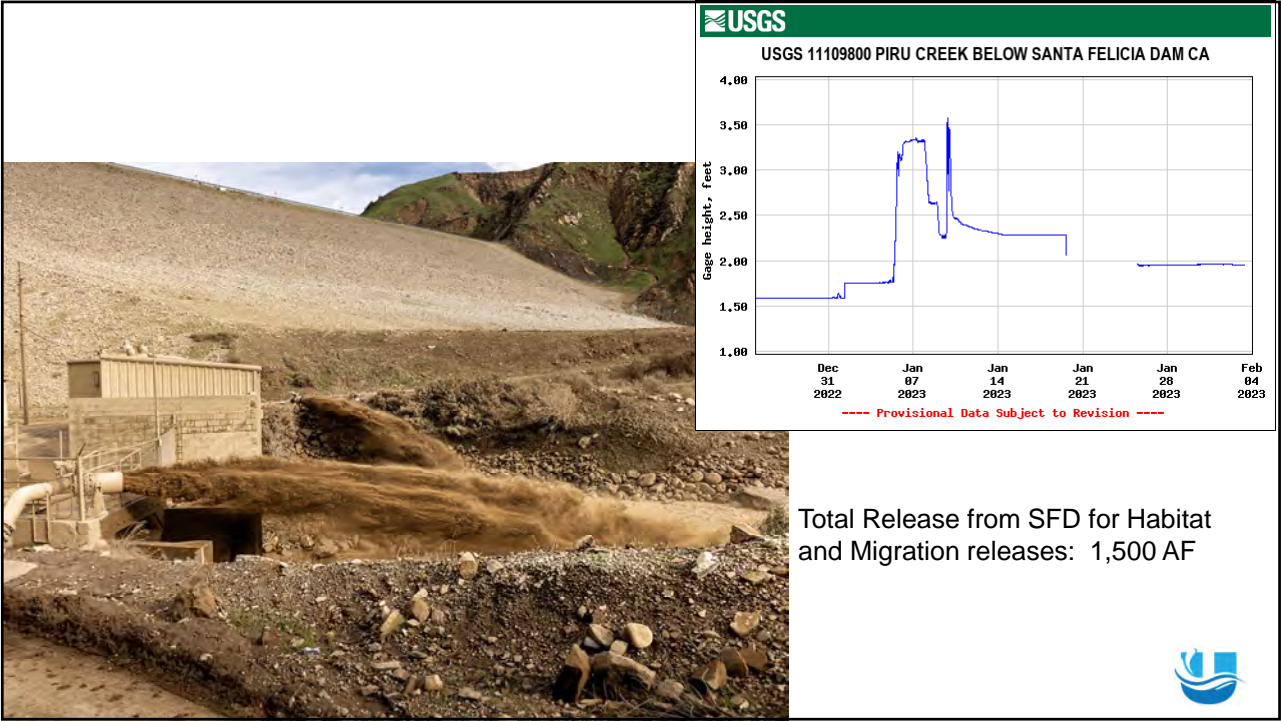 USGS
USGS 11109800 PIRU CREEK BELOW SANTA FELICIA DAM CA
4.00
3.50
3.00
2.50
2.00
1.50
1.00
Gage height, feet
Dec 31 2022
Jan 07 2023
Jan 14 2023
Jan 21 2023
Jan 28 2023
Feb 04 2023
---- Provisional Data Subject to Revision ----
Total Release from SFD for Habitat
and Migration releases: 1,500 AF